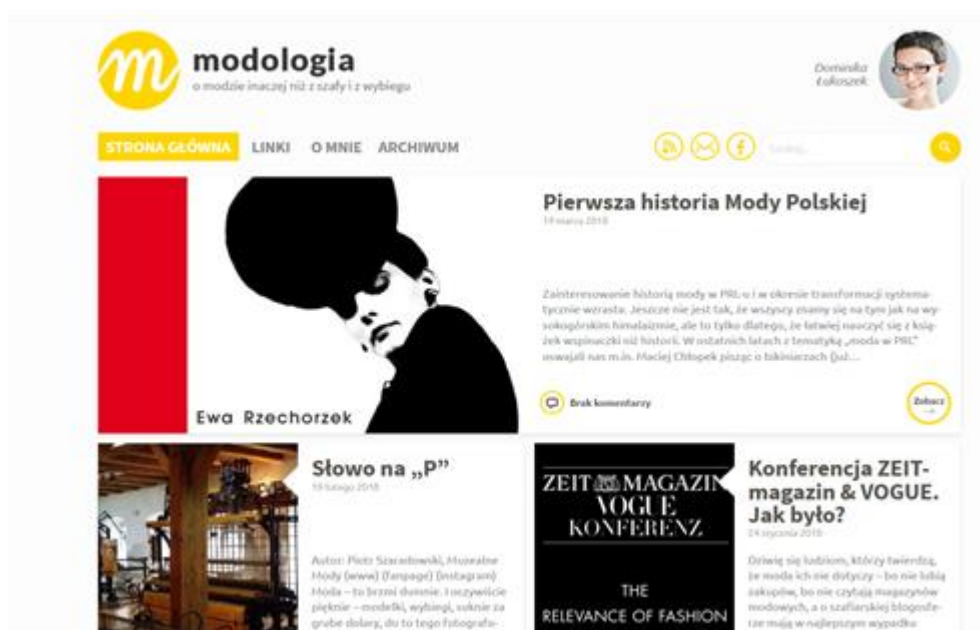 m
modologia
o modzie inaczej niż z szafy i z wybiegu
Dominika
Łukoszek
STRONA GŁÓWNA LINKI O MNIE ARCHIWUM
Szukaj...
Pierwsza historia Mody Polskiej
19 marca 2018
Zainteresowanie historią mody w PRL-u i w okresie transformacji systema-
tycznie wzrasta. Jeszcze nie jest tak, że wszyscy znamy się na tym jak na wy-
sokogórskim himalaizmie, ale to tylko dlatego, że łatwiej nauczyć się z ksią-
żek wspinaczki niż historii. W ostatnich latach z tematyką „moda w PRL”
oswajali nas m.in. Maciej Chłopek pisząc o bikiniarzach (już...
Ewa Rzechorzek
Brak komentarzy
Zobacz
Słowo na „P”
19 lutego 2018
Autor: Piotr Szaradowski, Muzealne
Mody (www) (fanpage) (instagram)
Moda – to brzmi dumnie. I oczywiście
pięknie – modelki, wybiegi, suknie za
grube dolary, do to tego fotografa-
ZEIT MAGAZIN
VOGUE
KONFERENZ
THE
RELEVANCE OF FASHION
Konferencja ZEIT-
magazin & VOGUE.
Jak było?
24 stycznia 2018
Dziwię się ludziom, którzy twierdzą,
że moda ich nie dotyczy – bo nie lubią
zakupów, bo nie czytają magazynów
modowych, a o szafiarskiej blogosfe-
rze mają w najlepszym wypadku